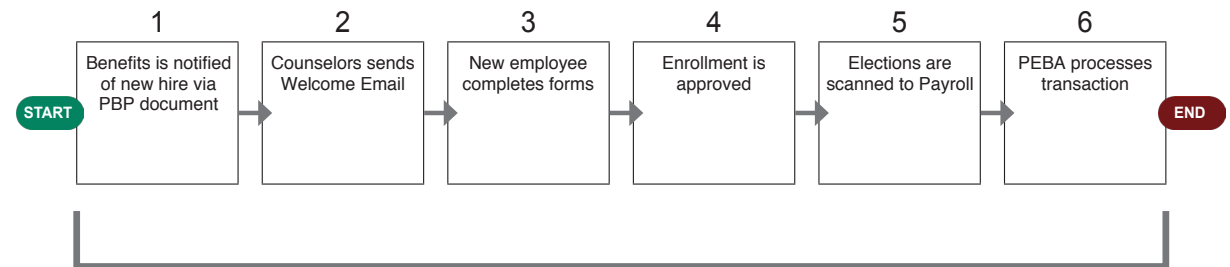 1
2
3
4
5
6
START
Benefits is notified
of new hire via
PBP document
Counselors sends
Welcome Email
New employee
completes forms
Enrollment is
approved
Elections are
scanned to Payroll
PEBA processes
transaction
END